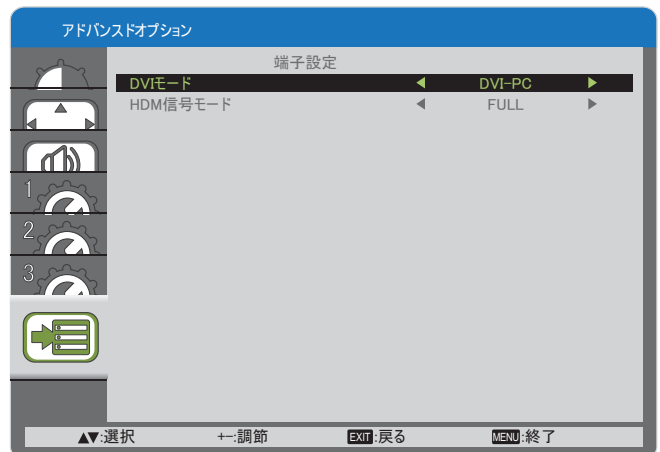 アドバンスドオプション
端子設定
DVIモード ◀ DVI-PC ▶
HDM信号モード ◀ FULL ▶
1
2
3
▲▼:選択 +−:調節 EXIT:戻る MENU:終了